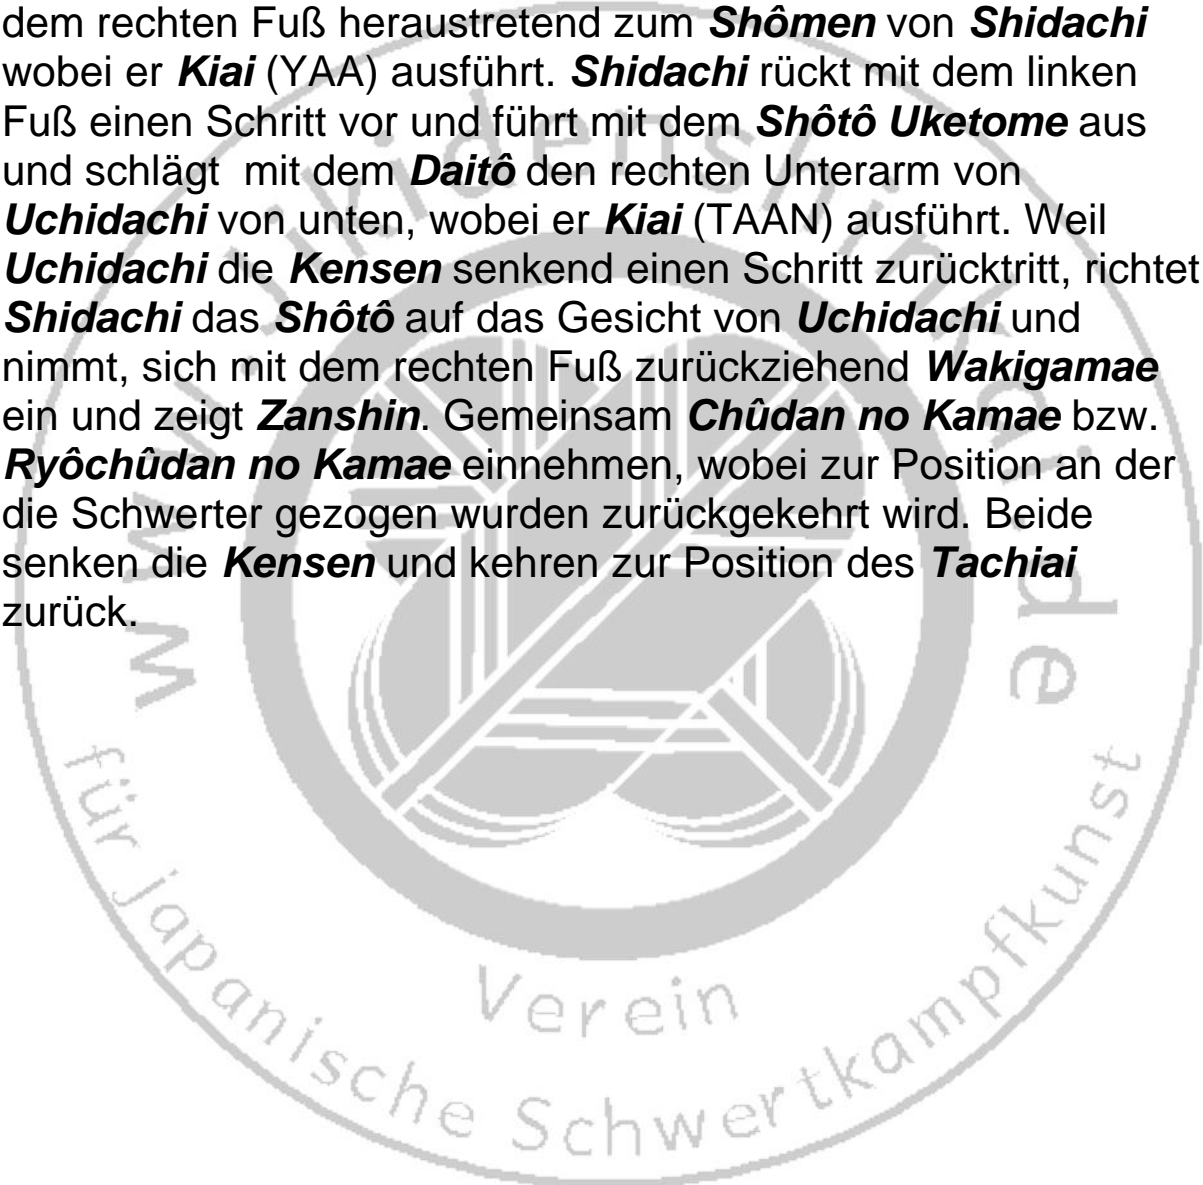 dem rechten Fuß heraustretend zum Shômen von Shidachi
wobei er Kiai (YAA) ausführt. Shidachi rückt mit dem linken
Fuß einen Schritt vor und führt mit dem Shôtô Uketome aus
und schlägt  mit dem Daitô den rechten Unterarm von
Uchidachi von unten, wobei er Kiai (TAAN) ausführt. Weil
Uchidachi die Kensen senkend einen Schritt zurücktritt, richtet
Shidachi das Shôtô auf das Gesicht von Uchidachi und
nimmt, sich mit dem rechten Fuß zurückziehend Wakigamae
ein und zeigt Zanshin. Gemeinsam Chûdan no Kamae bzw.
Ryôchûdan no Kamae einnehmen, wobei zur Position an der
die Schwerter gezogen wurden zurückgekehrt wird. Beide
senken die Kensen und kehren zur Position des Tachiai
zurück.
www.jikidenshinkai.de
Verein
für japanische Schwertkampfkunst